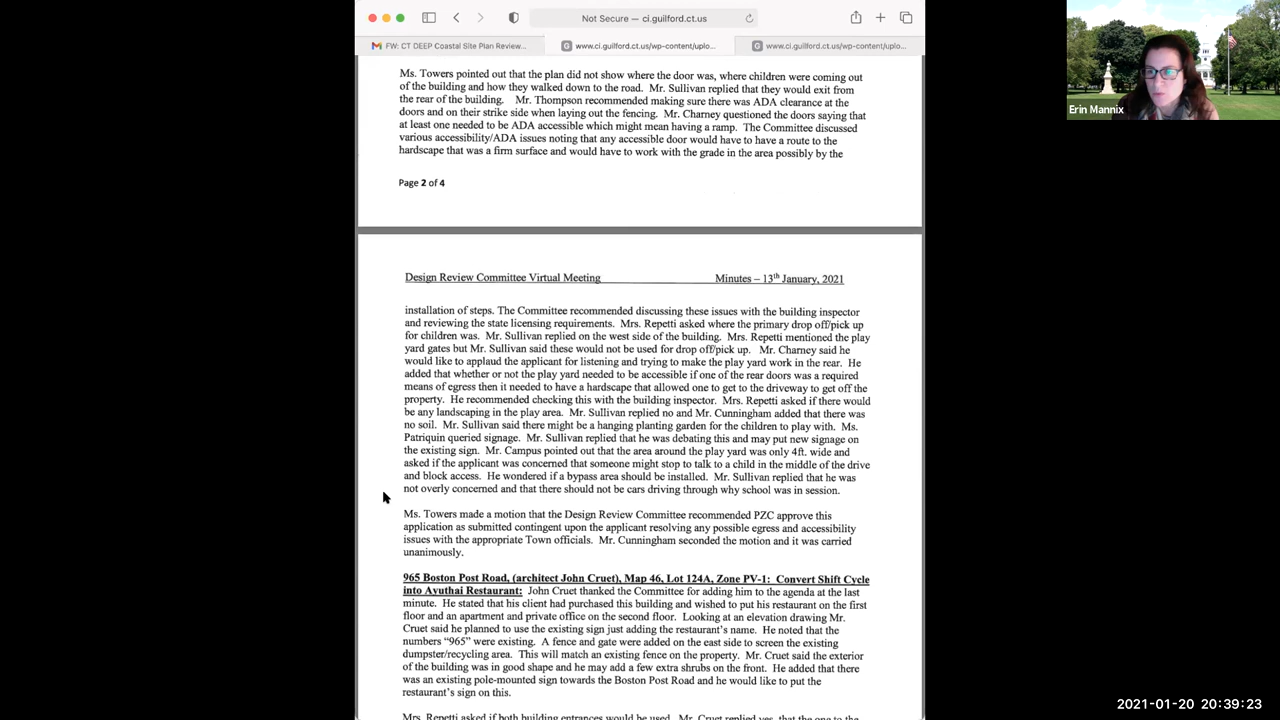 Not Secure — ci.guilford.ct.us
FW: CT DEEP Coastal Site Plan Review...
www.ci.guilford.ct.us/wp-content/uplo...
www.ci.guilford.ct.us/wp-content/uplo...
Ms. Towers pointed out that the plan did not show where the door was, where children were coming out
of the building and how they walked down to the road.  Mr. Sullivan replied that they would exit from
the rear of the building.  Mr. Thompson recommended making sure there was ADA clearance at the
doors and on their strike side when laying out the fencing.  Mr. Charney questioned the doors saying that
at least one needed to be ADA accessible which might mean having a ramp.  The Committee discussed
various accessibility/ADA issues noting that any accessible door would have to have a route to the
hardscape that was a firm surface and would have to work with the grade in the area possibly by the
Page 2 of 4
Design Review Committee Virtual Meeting Minutes – 13th January, 2021
installation of steps. The Committee recommended discussing these issues with the building inspector
and reviewing the state licensing requirements.  Mrs. Repetti asked where the primary drop off/pick up
for children was.  Mr. Sullivan replied on the west side of the building.  Mrs. Repetti mentioned the play
yard gates but Mr. Sullivan said these would not be used for drop off/pick up.  Mr. Charney said he
would like to applaud the applicant for listening and trying to make the play yard work in the rear.  He
added that whether or not the play yard needed to be accessible if one of the rear doors was a required
means of egress then it needed to have a hardscape that allowed one to get to the driveway to get off the
property.  He recommended checking this with the building inspector.  Mrs. Repetti asked if there would
be any landscaping in the play area.  Mr. Sullivan replied no and Mr. Cunningham added that there was
no soil.  Mr. Sullivan said there might be a hanging planting garden for the children to play with.  Ms.
Patriquin queried signage.  Mr. Sullivan replied that he was debating this and may put new signage on
the existing sign.  Mr. Campus pointed out that the area around the play yard was only 4ft. wide and
asked if the applicant was concerned that someone might stop to talk to a child in the middle of the drive
and block access.  He wondered if a bypass area should be installed.  Mr. Sullivan replied that he was
not overly concerned and that there should not be cars driving through why school was in session.
Ms. Towers made a motion that the Design Review Committee recommended PZC approve this
application as submitted contingent upon the applicant resolving any possible egress and accessibility
issues with the appropriate Town officials.  Mr. Cunningham seconded the motion and it was carried
unanimously.
965 Boston Post Road, (architect John Cruet), Map 46, Lot 124A, Zone PV-1:  Convert Shift Cycle
into Ayuthai Restaurant:  John Cruet thanked the Committee for adding him to the agenda at the last
minute.  He stated that his client had purchased this building and wished to put his restaurant on the first
floor and an apartment and private office on the second floor.  Looking at an elevation drawing Mr.
Cruet said he planned to use the existing sign just adding the restaurant's name.  He noted that the
numbers "965" were existing.  A fence and gate were added on the east side to screen the existing
dumpster/recycling area.  This will match an existing fence on the property.  Mr. Cruet said the exterior
of the building was in good shape and he may add a few extra shrubs on the front.  He added that there
was an existing pole-mounted sign towards the Boston Post Road and he would like to put the
restaurant's sign on this.
Mrs. Repetti asked if both building entrances would be used.  Mr. Cruet replied yes, that the one to the
Erin Mannix
2021-01-20 20:39:23